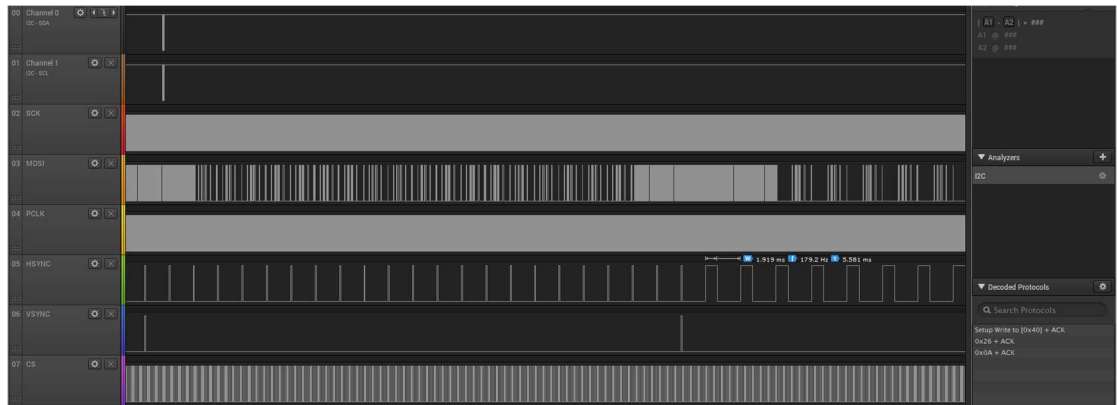 00 Channel 0
I2C - SDA
01 Channel 1
I2C - SCL
02 SCK
03 MOSI
04 PCLK
05 HSYNC
W 1.919 ms f 179.2 Hz T 5.581 ms
06 VSYNC
07 CS
| A1 - A2 | = ###
A1 @ ###
A2 @ ###
Analyzers
I2C
Decoded Protocols
Search Protocols
Setup Write to [0x40] + ACK
0x26 + ACK
0x0A + ACK